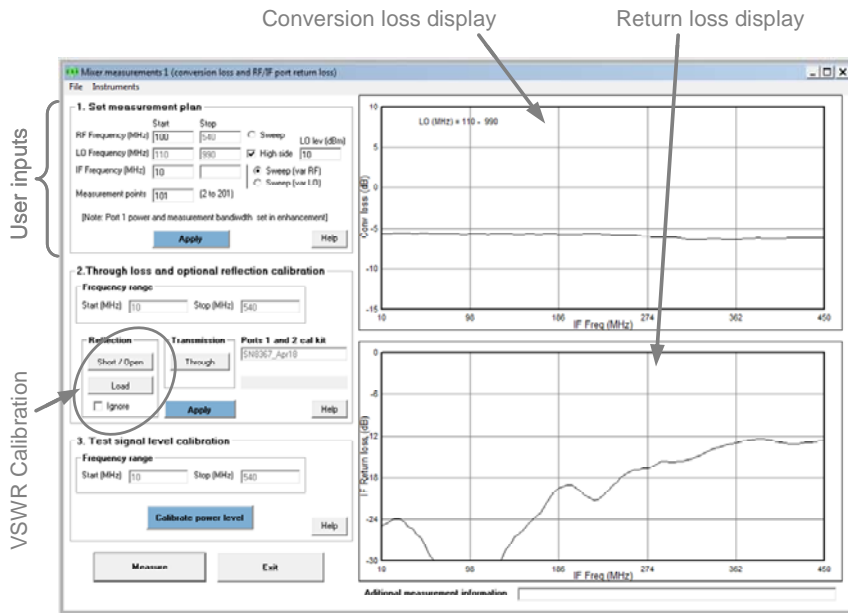 Conversion loss display
Return loss display
Mixer measurements 1 (conversion loss and RF/IF port return loss)
File Instruments
User inputs
1. Set measurement plan
Start Stop
RF Frequency (MHz) 100 540 Sweep LO lev (dBm)
LO Frequency (MHz) 110 990 High side 10
IF Frequency (MHz) 10 Sweep (var RF)
Sweep (var LO)
Measurement points 101 (2 to 201)
[Note: Port 1 power and measurement bandwidth set in enhancement]
Apply Help
2.Through loss and optional reflection calibration
Frequency range
Start (MHz) 10 Stop (MHz) 540
Reflection Transmission Ports 1 and 2 cal kit
Short / Open Through SN8367_Apr10
Load
Ignore Apply Help
VSWR Calibration
3. Test signal level calibration
Frequency range
Start (MHz) 10 Stop (MHz) 540
Calibrate power level
Help
Measure Exit
LO (MHz) = 110 - 990
Conv loss (dB)
10
5
0
-5
-10
-15
10 98 186 274 362 450
IF Freq (MHz)
IF Return loss (dB)
0
-6
-12
-18
-24
-30
10 98 186 274 362 450
IF Freq (MHz)
Aditional measurement information